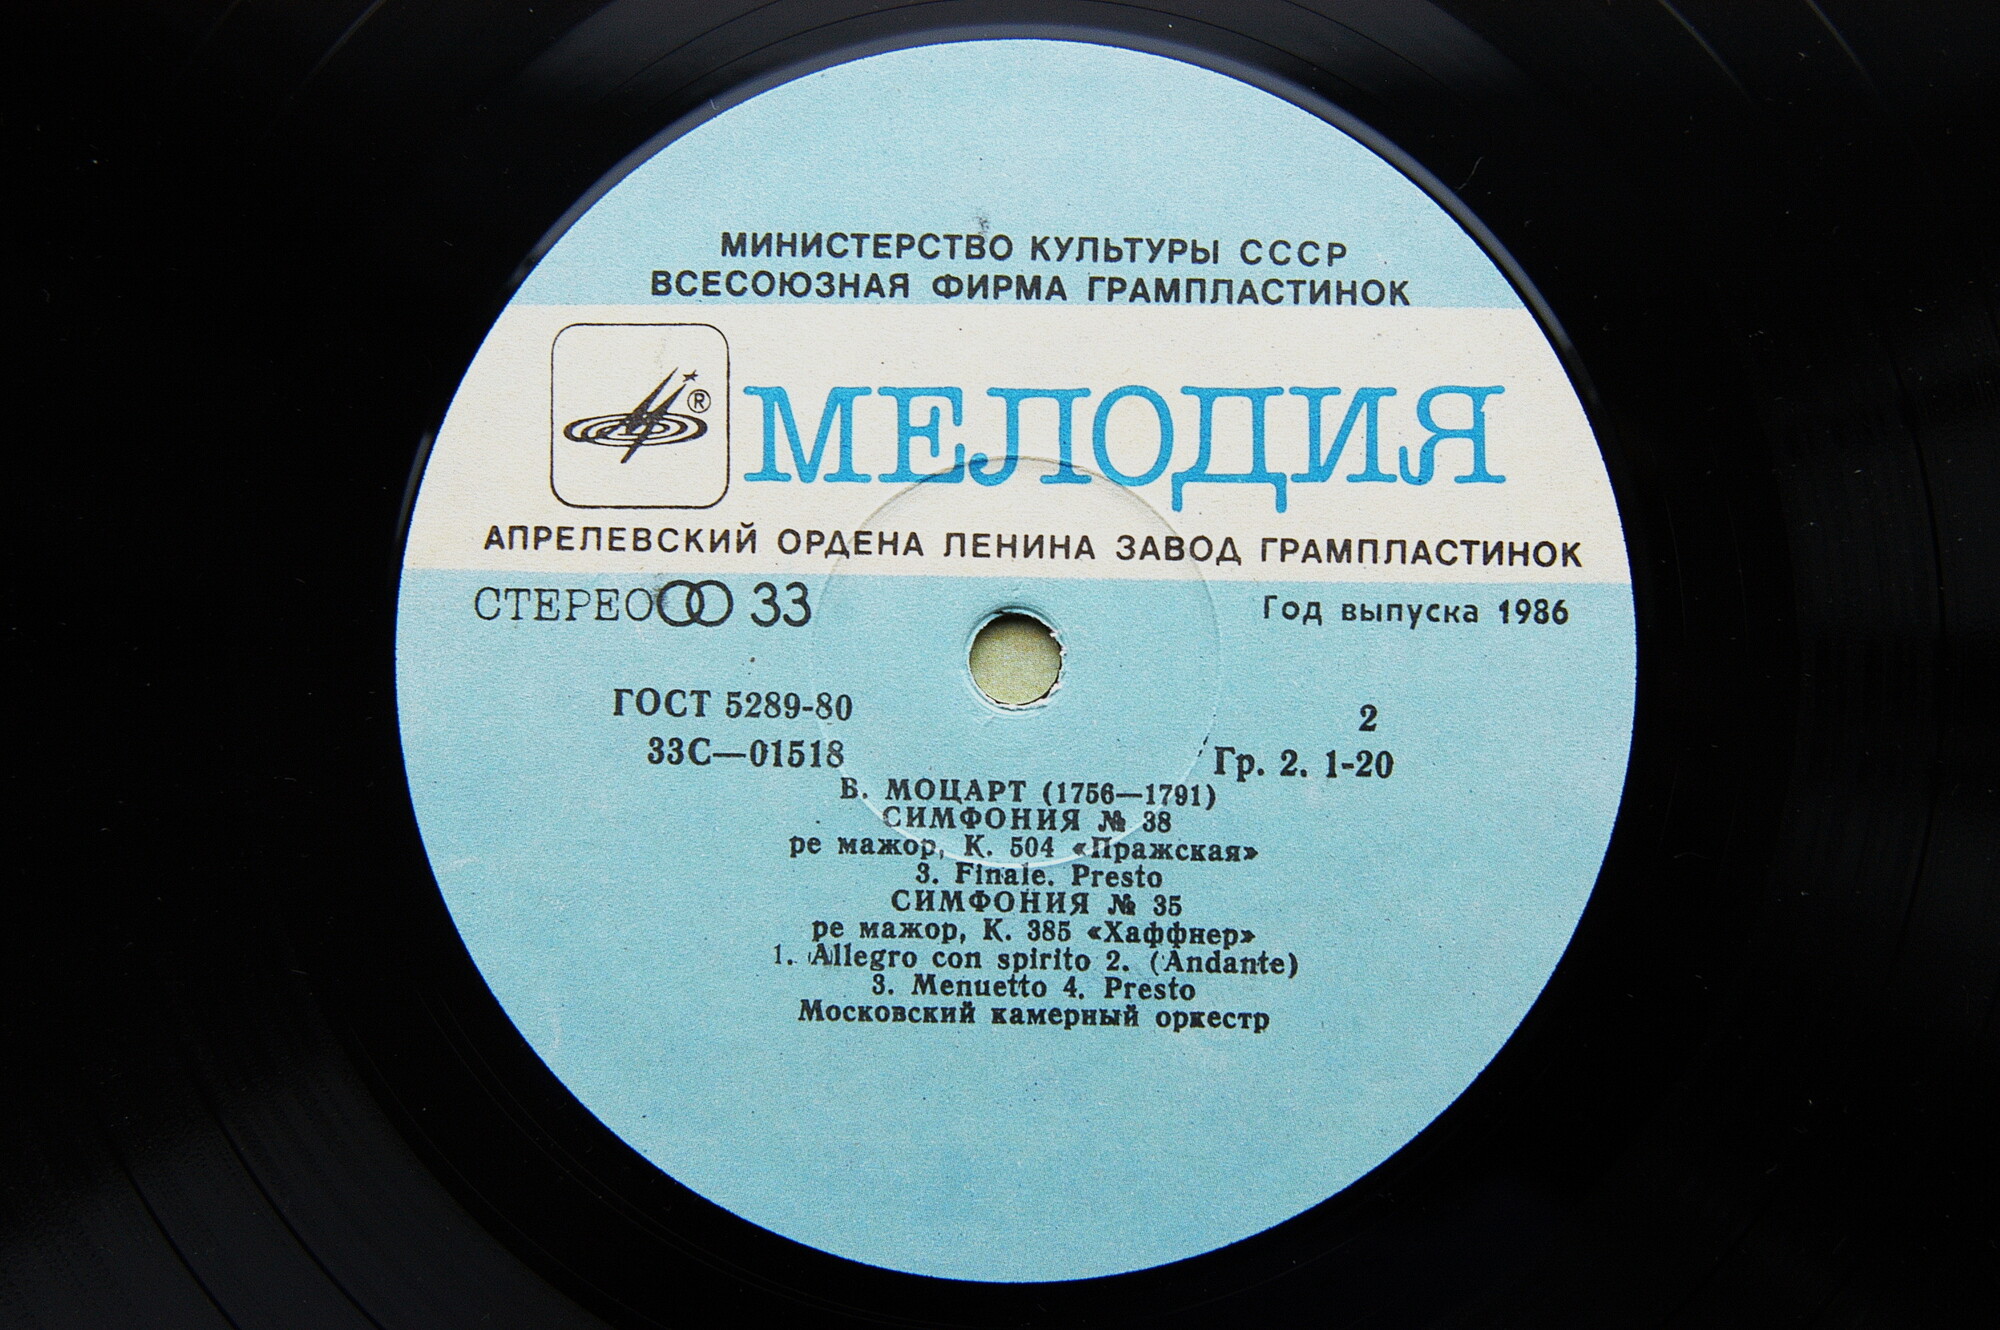 МИНИСТЕРСТВО КУЛЬТУРЫ СССР
ВСЕСОЮЗНАЯ ФИРМА ГРАМПЛАСТИНОК
® МЕЛОДИЯ
АПРЕЛЕВСКИЙ ОРДЕНА ЛЕНИНА ЗАВОД ГРАМПЛАСТИНОК
СТЕРЕО 33 Год выпуска 1986
ГОСТ 5289-80 2
33С—01518 Гр. 2. 1-20
В. МОЦАРТ (1756—1791)
СИМФОНИЯ № 38
ре мажор, К. 504 «Пражская»
3. Finale. Presto
СИМФОНИЯ № 35
ре мажор, К. 385 «Хаффнер»
1. Allegro con spirito 2. (Andante)
3. Menuetto 4. Presto
Московский камерный оркестр